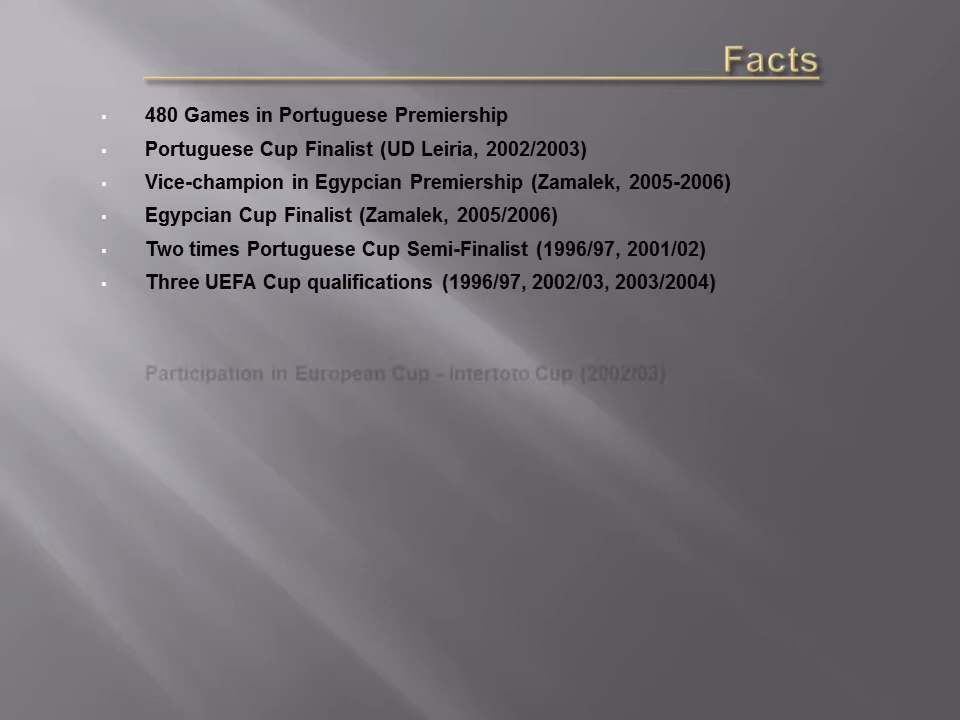 Facts
480 Games in Portuguese Premiership
Portuguese Cup Finalist (UD Leiria, 2002/2003)
Vice-champion in Egypcian Premiership (Zamalek, 2005-2006)
Egypcian Cup Finalist (Zamalek, 2005/2006)
Two times Portuguese Cup Semi-Finalist (1996/97, 2001/02)
Three UEFA Cup qualifications (1996/97, 2002/03, 2003/2004)
Participation in European Cup - Intertoto Cup (2002/03)